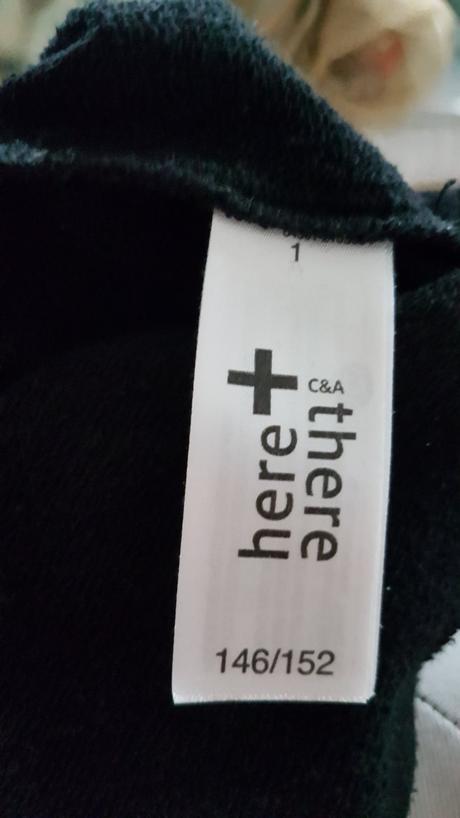 1
here +
C&A
there
146/152